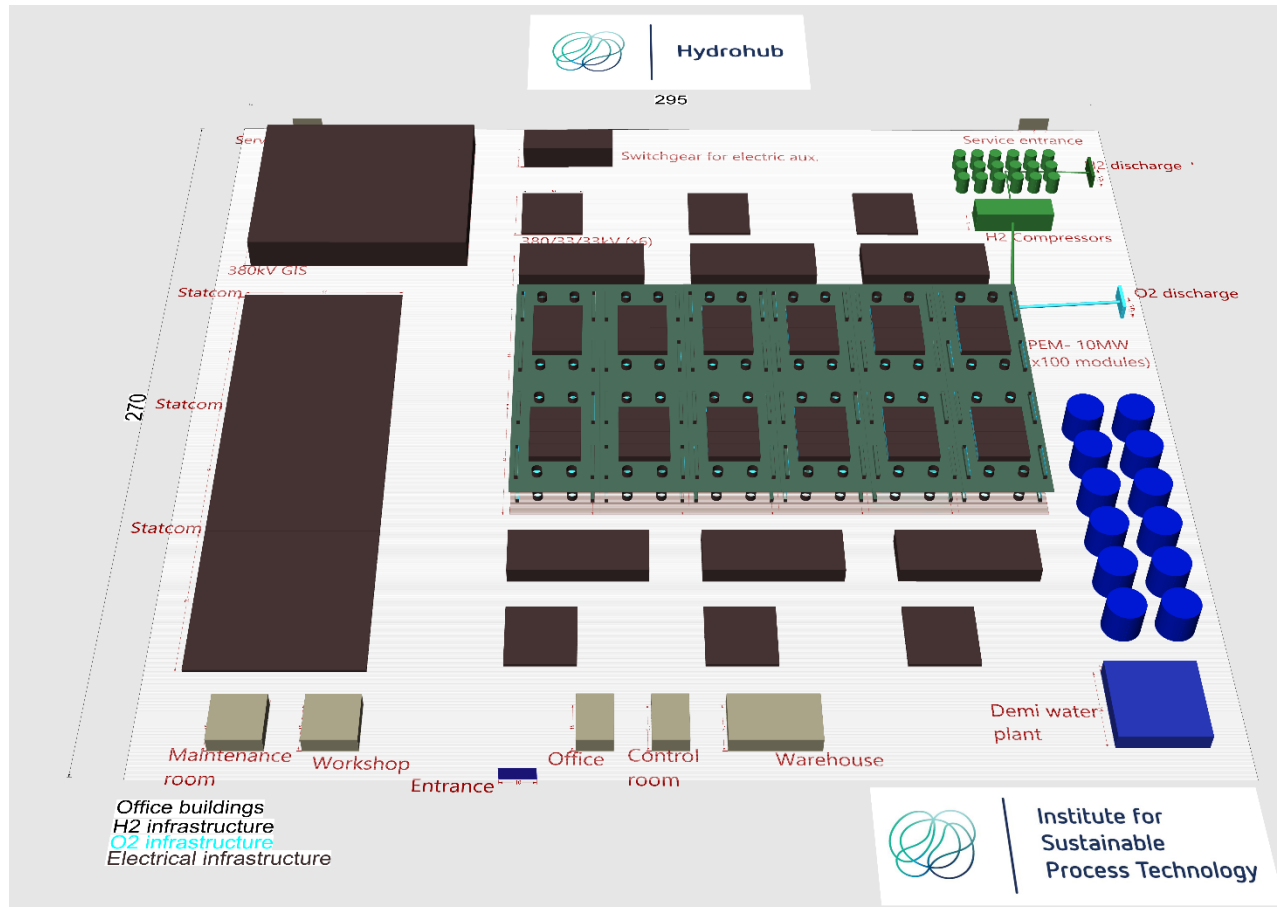 Hydrohub
295
Service entrance
H2 discharge
Switchgear for electric aux.
380/33/33kV (x6)
H2 Compressors
380kV GIS
Statcom
O2 discharge
PEM- 10MW
(x100 modules)
270
Statcom
Statcom
Demi water
plant
Maintenance
room
Workshop
Office
Control
room
Warehouse
Entrance
Office buildings
H2 infrastructure
O2 infrastructure
Electrical infrastructure
Institute for
Sustainable
Process Technology